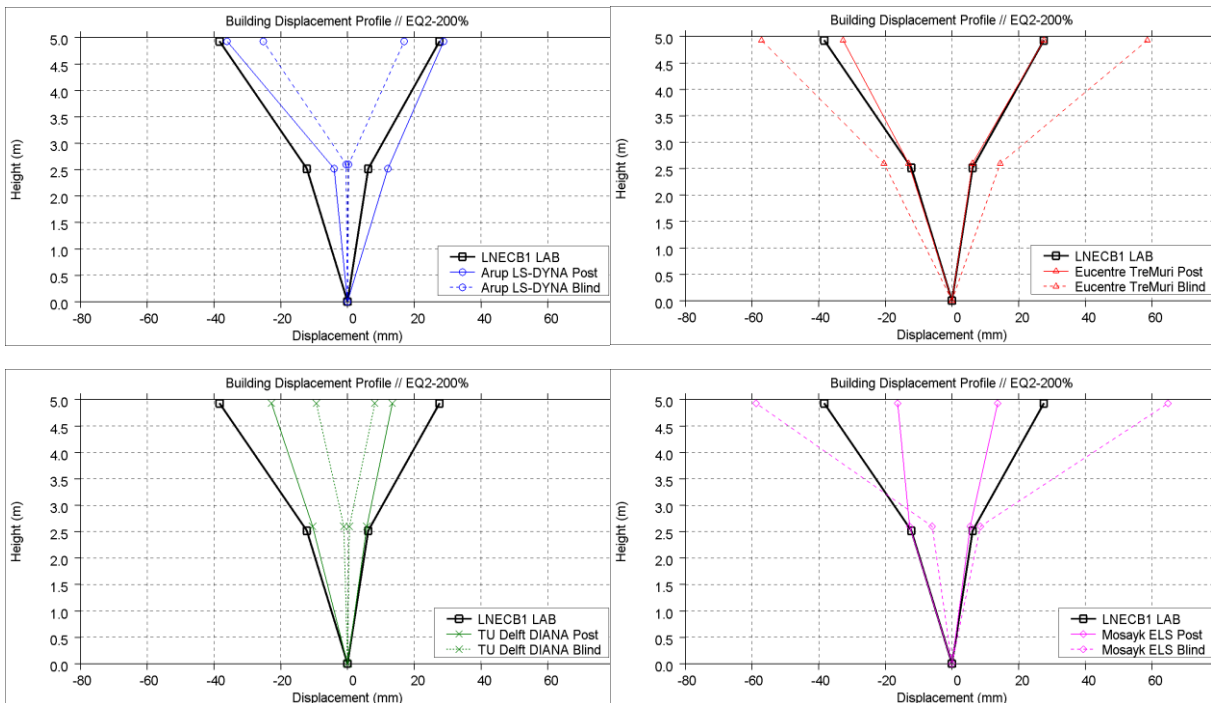 Building Displacement Profile // EQ2-200%
5.0
4.5
4.0
3.5
3.0
2.5
2.0
1.5
1.0
0.5
0.0
Height (m)
LNECB1 LAB
Arup LS-DYNA Post
Arup LS-DYNA Blind
-80 -60 -40 -20 0 20 40 60
Displacement (mm)
Building Displacement Profile // EQ2-200%
5.0
4.5
4.0
3.5
3.0
2.5
2.0
1.5
1.0
0.5
0.0
Height (m)
LNECB1 LAB
Eucentre TreMuri Post
Eucentre TreMuri Blind
-80 -60 -40 -20 0 20 40 60
Displacement (mm)
Building Displacement Profile // EQ2-200%
5.0
4.5
4.0
3.5
3.0
2.5
2.0
1.5
1.0
0.5
0.0
Height (m)
LNECB1 LAB
TU Delft DIANA Post
TU Delft DIANA Blind
-80 -60 -40 -20 0 20 40 60
Displacement (mm)
Building Displacement Profile // EQ2-200%
5.0
4.5
4.0
3.5
3.0
2.5
2.0
1.5
1.0
0.5
0.0
Height (m)
LNECB1 LAB
Mosayk ELS Post
Mosayk ELS Blind
-80 -60 -40 -20 0 20 40 60
Displacement (mm)